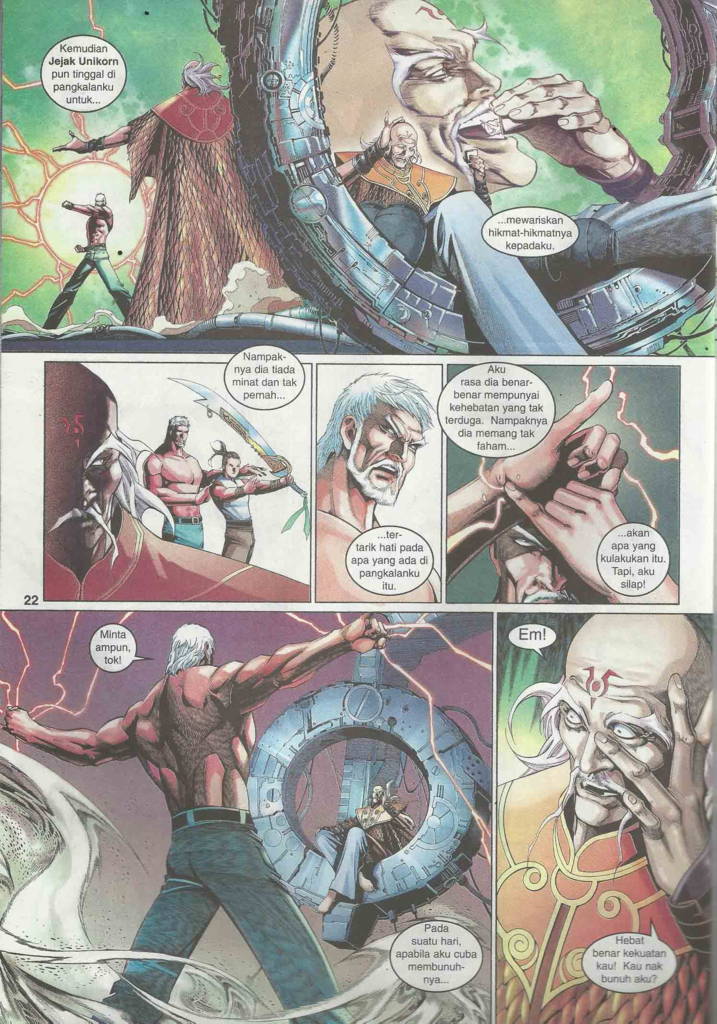 Kemudian
Jejak Unikorn
pun tinggal di
pangkalanku
untuk...
...mewariskan
hikmat-hikmatnya
kepadaku.
Nampak-
nya dia tiada
minat dan tak
pernah...
...ter-
tarik hati pada
apa yang ada di
pangkalanku
itu.
Aku
rasa dia benar-
benar mempunyai
kehebatan yang tak
terduga. Nampaknya
dia memang tak
faham...
...akan
apa yang
kulakukan itu.
Tapi, aku
silap!
22
Minta
ampun,
tok!
Pada
suatu hari,
apabila aku cuba
membunuh-
nya...
Em!
Hebat
benar kekuatan
kau! Kau nak
bunuh aku?